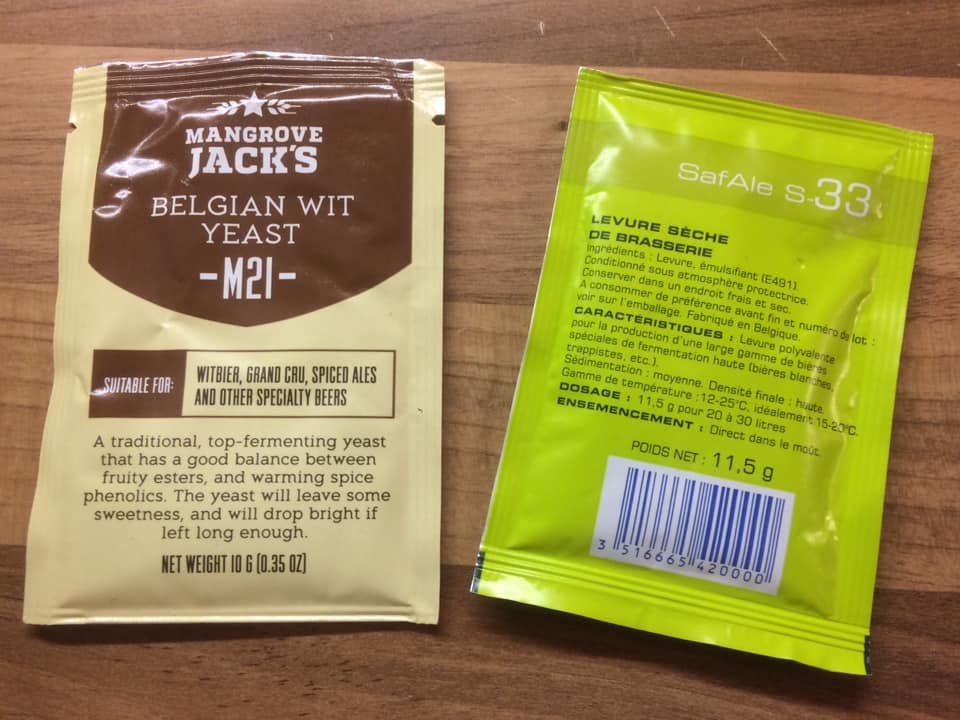 MANGROVE
JACK'S
BELGIAN WIT
YEAST
-M21-
SUITABLE FOR:
WITBIER, GRAND CRU, SPICED ALES
AND OTHER SPECIALTY BEERS
A traditional, top-fermenting yeast
that has a good balance between
fruity esters, and warming spice
phenolics. The yeast will leave some
sweetness, and will drop bright if
left long enough.
NET WEIGHT 10 G (0.35 OZ)
SafAle S-33
LEVURE SÈCHE
DE BRASSERIE
Ingrédients : Levure, émulsifiant (E491).
Conditionné sous atmosphère protectrice.
Conserver dans un endroit frais et sec.
A consommer de préférence avant fin et numéro de lot :
voir sur l'emballage. Fabriqué en Belgique.
CARACTÉRISTIQUES : Levure polyvalente
pour la production d'une large gamme de bières
spéciales de fermentation haute (bières blanches,
trappistes, etc.).
Sédimentation : moyenne. Densité finale : haute.
Gamme de température :12-25°C, idéalement 15-20°C.
DOSAGE : 11,5 g pour 20 à 30 litres
ENSEMENCEMENT : Direct dans le moût.
POIDS NET : 11,5 g
3 516665 420000